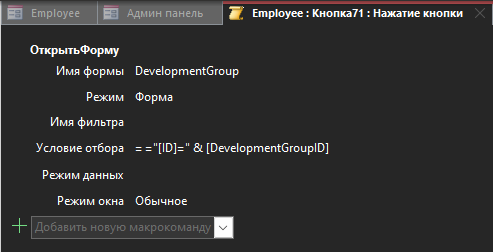 Employee
Админ панель
Employee : Кнопка71 : Нажатие кнопки
ОткрытьФорму
Имя формы DevelopmentGroup
Режим Форма
Имя фильтра
Условие отбора = ="[ID]=" & [DevelopmentGroupID]
Режим данных
Режим окна Обычное
Добавить новую макрокоманду